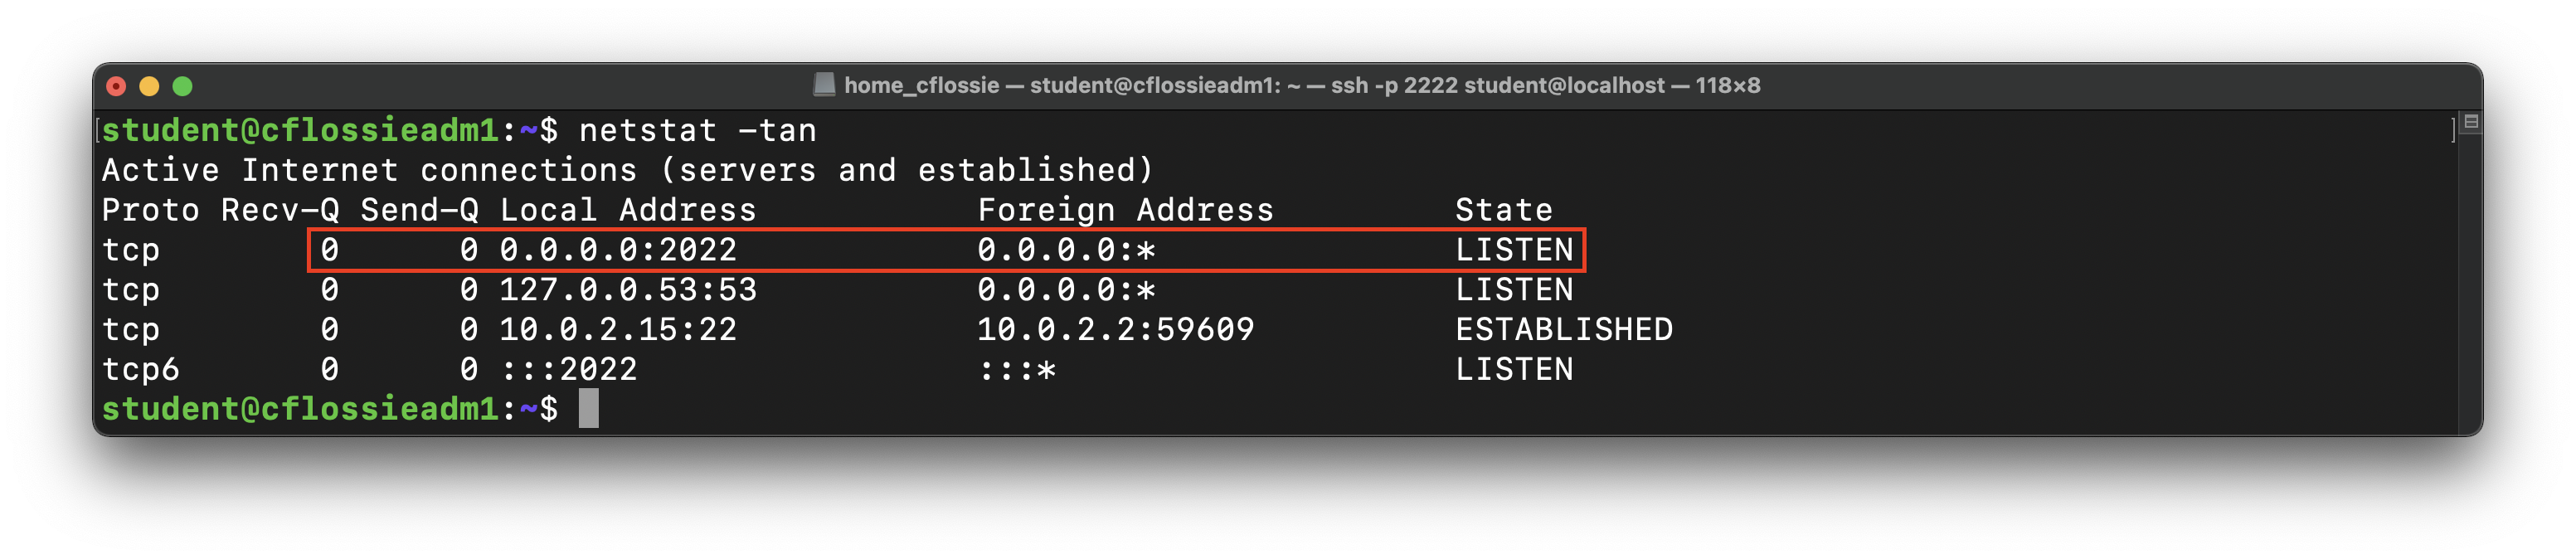 home_cflossie — student@cflossieadm1: ~ — ssh -p 2222 student@localhost — 118×8
[student@cflossieadm1:~$ netstat -tan ]
Active Internet connections (servers and established)
Proto Recv-Q Send-Q Local Address           Foreign Address         State
tcp        0      0 0.0.0.0:2022            0.0.0.0:*               LISTEN
tcp        0      0 127.0.0.53:53           0.0.0.0:*               LISTEN
tcp        0      0 10.0.2.15:22            10.0.2.2:59609          ESTABLISHED
tcp6       0      0 :::2022                 :::*                    LISTEN
student@cflossieadm1:~$